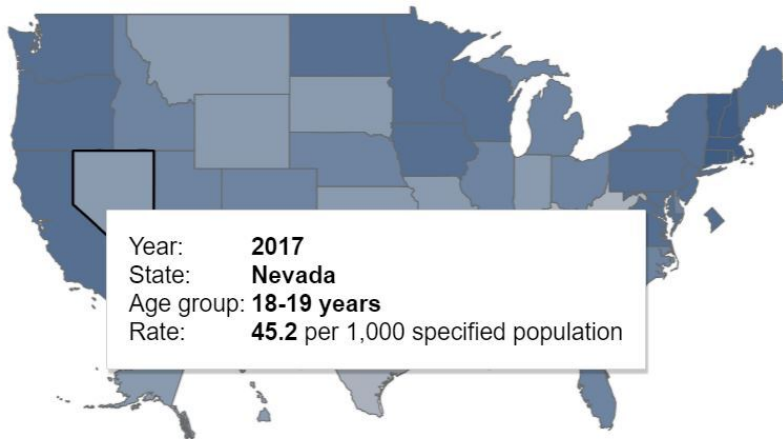 Year: 2017
State: Nevada
Age group: 18-19 years
Rate: 45.2 per 1,000 specified population